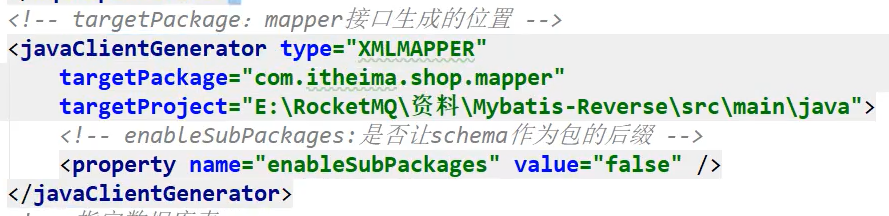 <!-- targetPackage：mapper接口生成的位置 -->
<javaClientGenerator type="XMLMAPPER"
targetPackage="com.itheima.shop.mapper"
targetProject="E:\RocketMQ\资料\Mybatis-Reverse\src\main\java">
<!-- enableSubPackages:是否让schema作为包的后缀 -->
<property name="enableSubPackages" value="false" />
</javaClientGenerator>